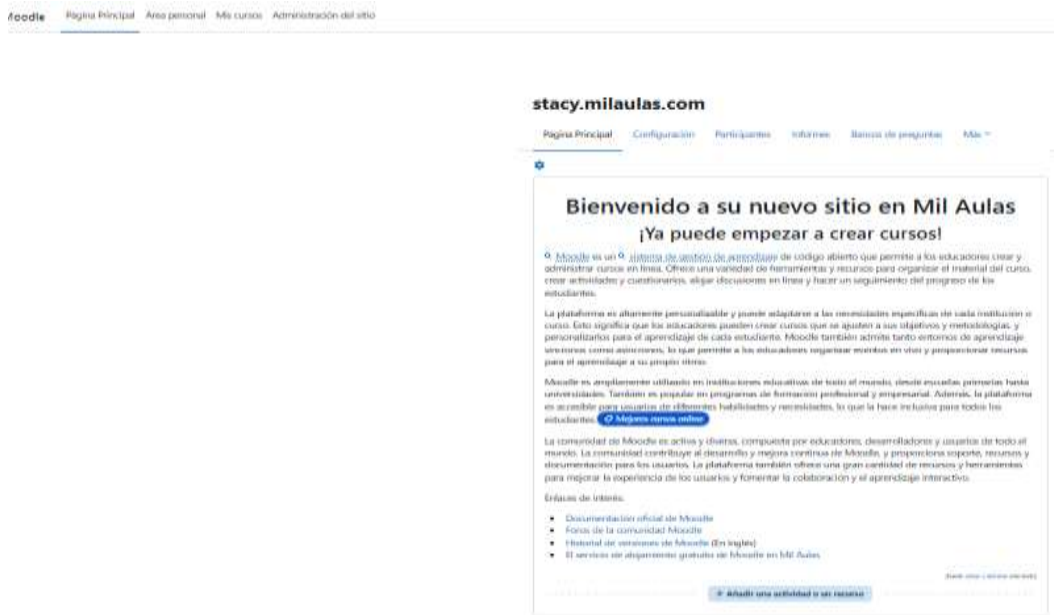 Moodle Página Principal Área personal Mis cursos Administración del sitio
stacy.milaulas.com
Página Principal Configuración Participantes Informes Bancos de preguntas Más
Bienvenido a su nuevo sitio en Mil Aulas
¡Ya puede empezar a crear cursos!
Moodle es un sistema de gestión de aprendizaje de código abierto que permite a los educadores crear y
administrar cursos en línea. Ofrece una variedad de herramientas y recursos para organizar el material del curso,
crear actividades y cuestionarios, alojar discusiones en línea y hacer un seguimiento del progreso de los
estudiantes.
La plataforma es altamente personalizable y puede adaptarse a las necesidades específicas de cada institución o
curso. Esto significa que los educadores pueden crear cursos que se ajusten a sus objetivos y metodologías, y
personalizarlos para el aprendizaje de cada estudiante. Moodle también admite tanto entornos de aprendizaje
síncronos como asíncronos, lo que permite a los educadores organizar eventos en vivo y proporcionar recursos
para el aprendizaje a su propio ritmo.
Moodle es ampliamente utilizado en instituciones educativas de todo el mundo, desde escuelas primarias hasta
universidades. También es popular en programas de formación profesional y empresarial. Además, la plataforma
es accesible para usuarios de diferentes habilidades y necesidades, lo que la hace inclusiva para todos los
estudiantes. Mejores cursos online
La comunidad de Moodle es activa y diversa, compuesta por educadores, desarrolladores y usuarios de todo el
mundo. La comunidad contribuye al desarrollo y mejora continua de Moodle, y proporciona soporte, recursos y
documentación para los usuarios. La plataforma también ofrece una gran cantidad de recursos y herramientas
para mejorar la experiencia de los usuarios y fomentar la colaboración y el aprendizaje interactivo.
Enlaces de interés:
Documentación oficial de Moodle
Foros de la comunidad Moodle
Historial de versiones de Moodle (En inglés)
El servicio de alojamiento gratuito de Moodle en Mil Aulas
+ Añadir una actividad o un recurso